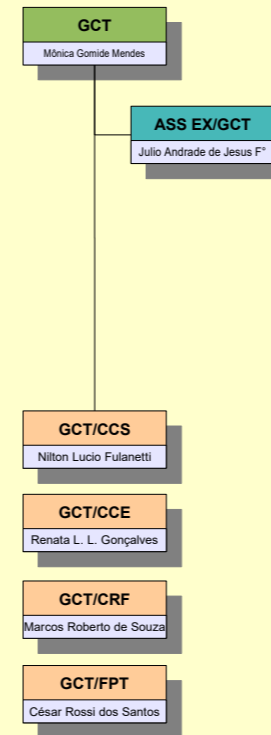 GCT
Mônica Gomide Mendes
ASS EX/GCT
Julio Andrade de Jesus F°
GCT/CCS
Nilton Lucio Fulanetti
GCT/CCE
Renata L. L. Gonçalves
GCT/CRF
Marcos Roberto de Souza
GCT/FPT
César Rossi dos Santos